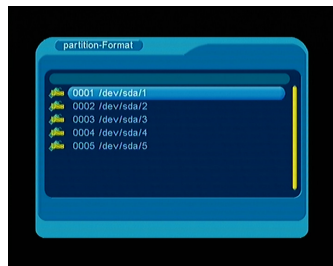 partition-Format
0001 /dev/sda/1
0002 /dev/sda/2
0003 /dev/sda/3
0004 /dev/sda/4
0005 /dev/sda/5